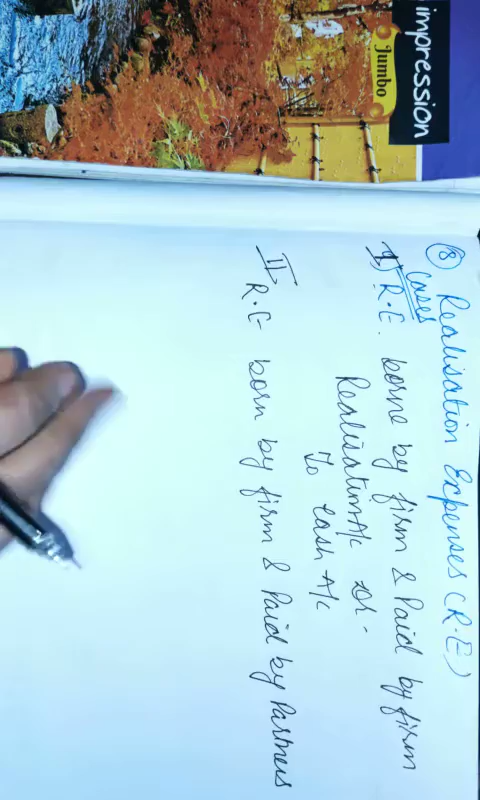 impression
Jumbo
⑧ Realisation Expenses (R.E)
Cases
I) R.E. borne by firm & Paid by firm
Realisation A/c Dr.
To Cash A/c
II R.E born by firm & Paid by Partners